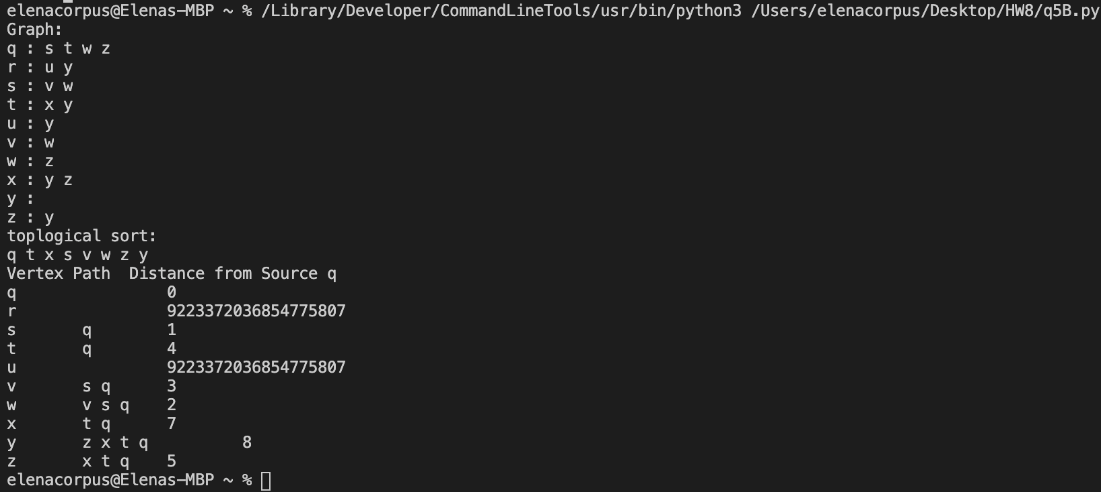 elenacorpus@Elenas-MBP ~ % /Library/Developer/CommandLineTools/usr/bin/python3 /Users/elenacorpus/Desktop/HW8/q5B.py
Graph:
q : s t w z
r : u y
s : v w
t : x y
u : y
v : w
w : z
x : y z
y :
z : y
toplogical sort:
q t x s v w z y
Vertex Path  Distance from Source q
q                0
r                9223372036854775807
s       q        1
t       q        4
u                9223372036854775807
v       s q      3
w       v s q    2
x       t q      7
y       z x t q          8
z       x t q    5
elenacorpus@Elenas-MBP ~ %